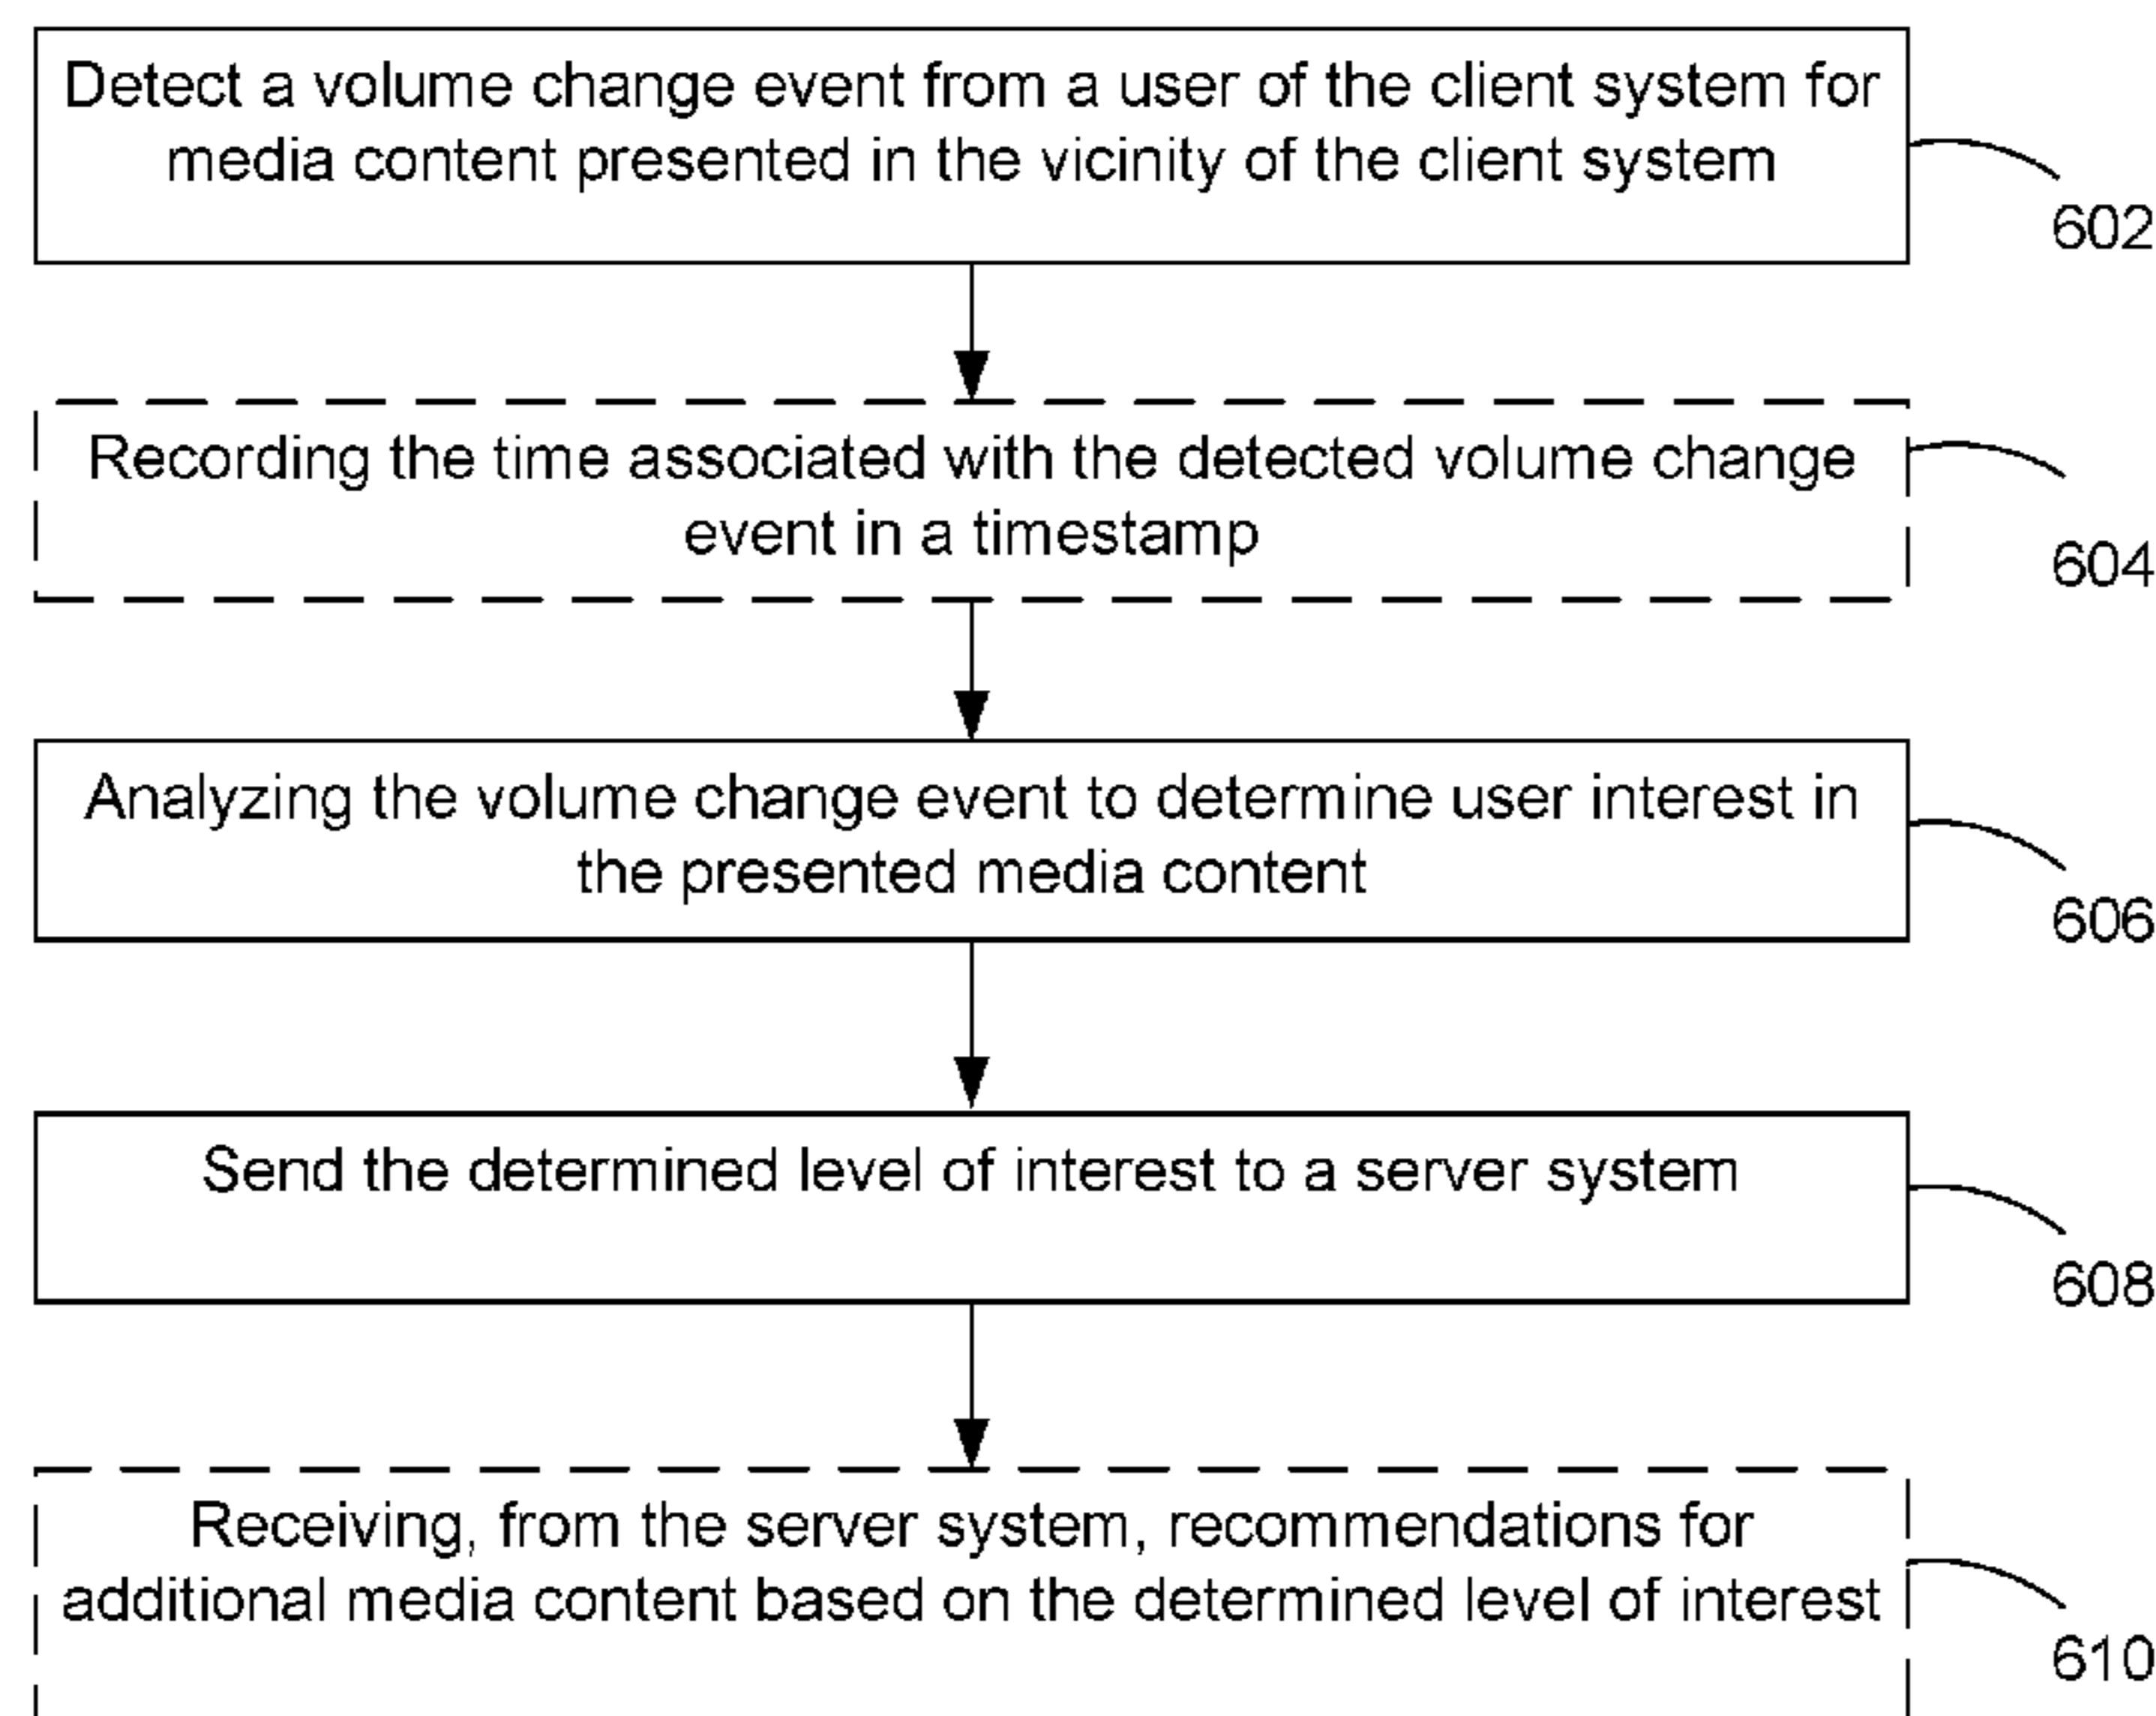 Detect a volume change event from a user of the client system for
media content presented in the vicinity of the client system
602
Recording the time associated with the detected volume change
event in a timestamp
604
Analyzing the volume change event to determine user interest in
the presented media content
606
Send the determined level of interest to a server system
608
Receiving, from the server system, recommendations for
additional media content based on the determined level of interest
610